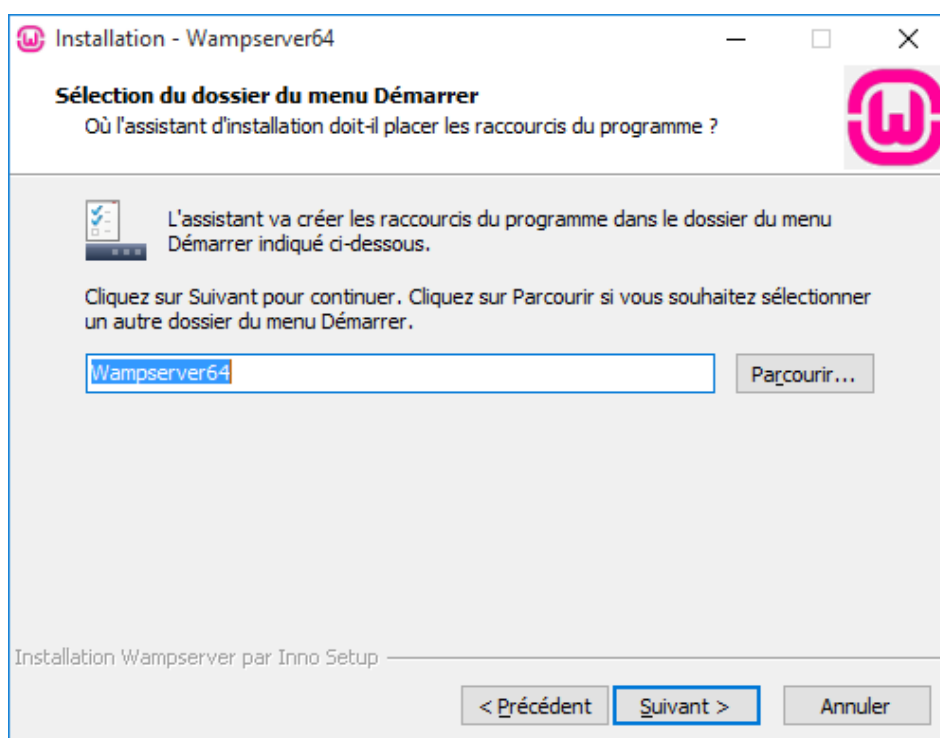 Installation - Wampserver64
Sélection du dossier du menu Démarrer
Où l'assistant d'installation doit-il placer les raccourcis du programme ?
L'assistant va créer les raccourcis du programme dans le dossier du menu
Démarrer indiqué ci-dessous.
Cliquez sur Suivant pour continuer. Cliquez sur Parcourir si vous souhaitez sélectionner
un autre dossier du menu Démarrer.
Wampserver64
Parcourir...
Installation Wampserver par Inno Setup
< Précédent
Suivant >
Annuler